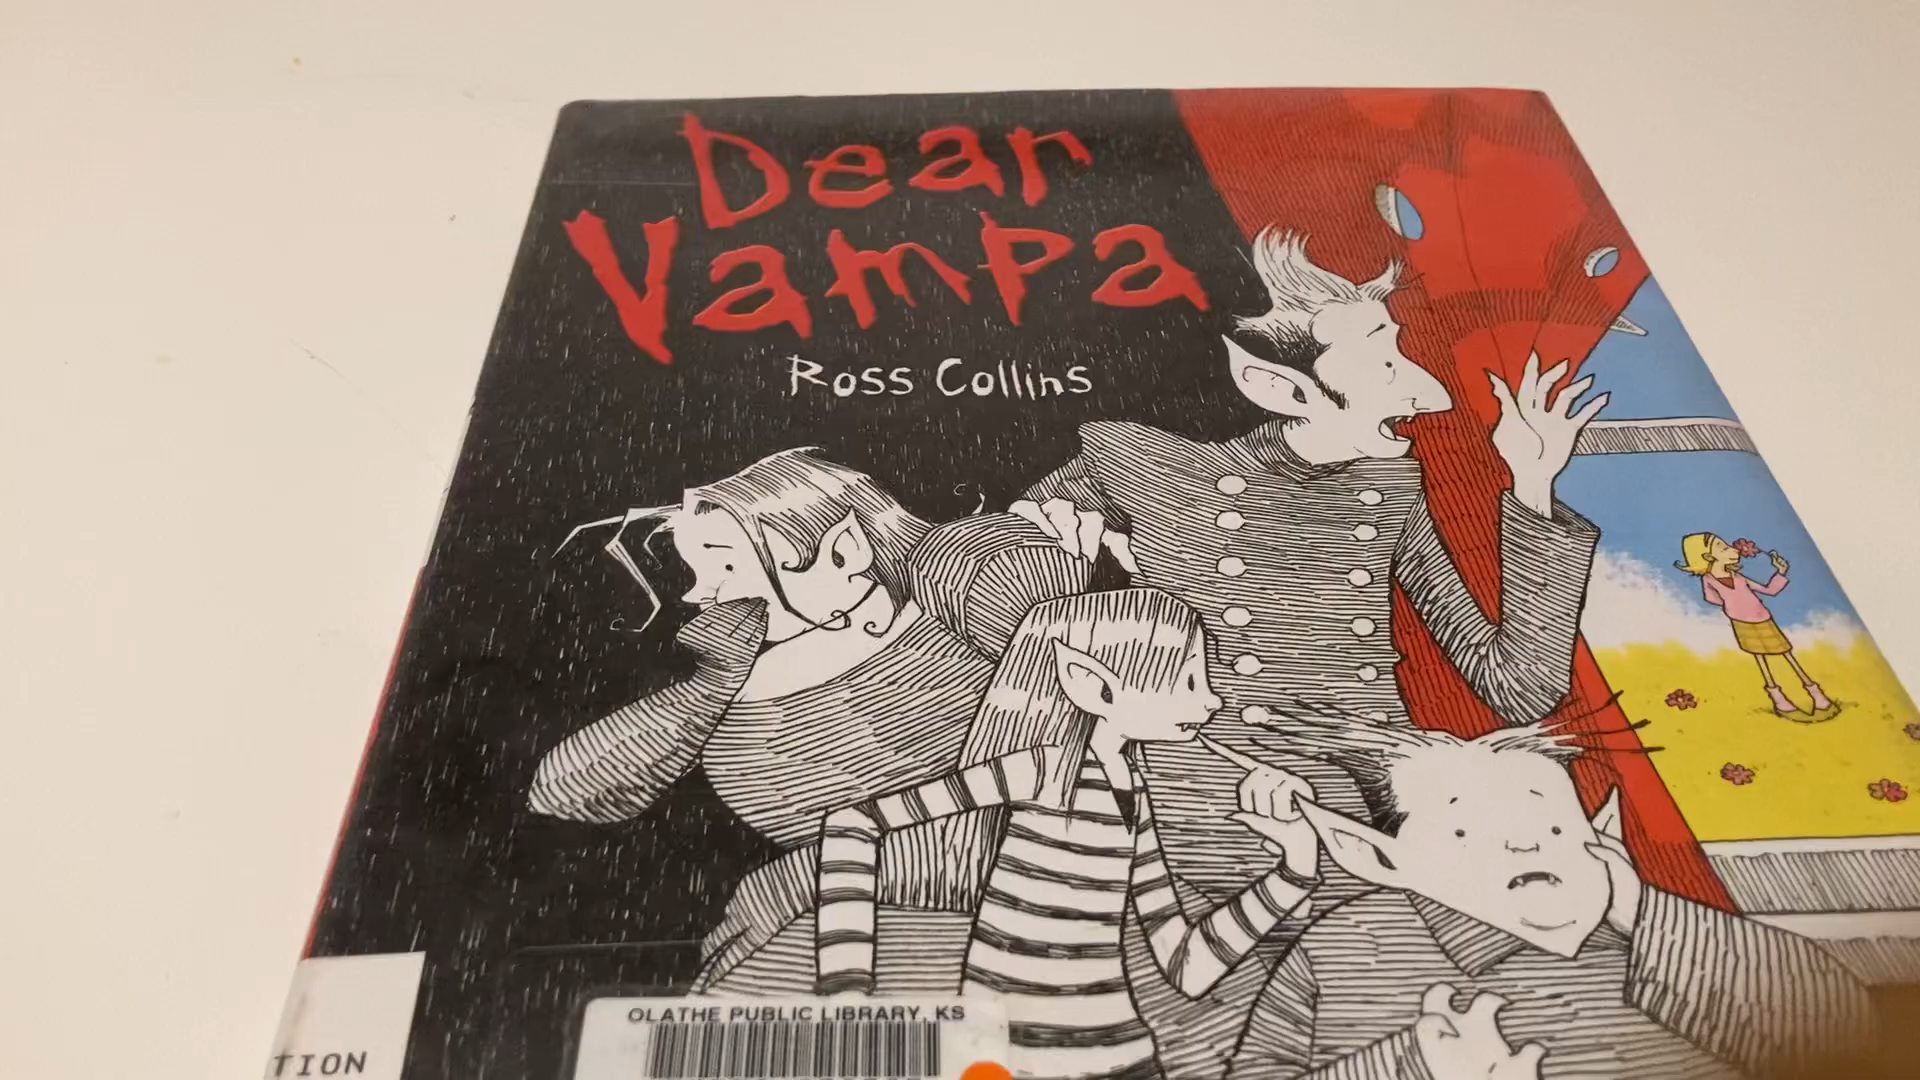 Dear
Vampa
Ross Collins
OLATHE PUBLIC LIBRARY, KS
TION